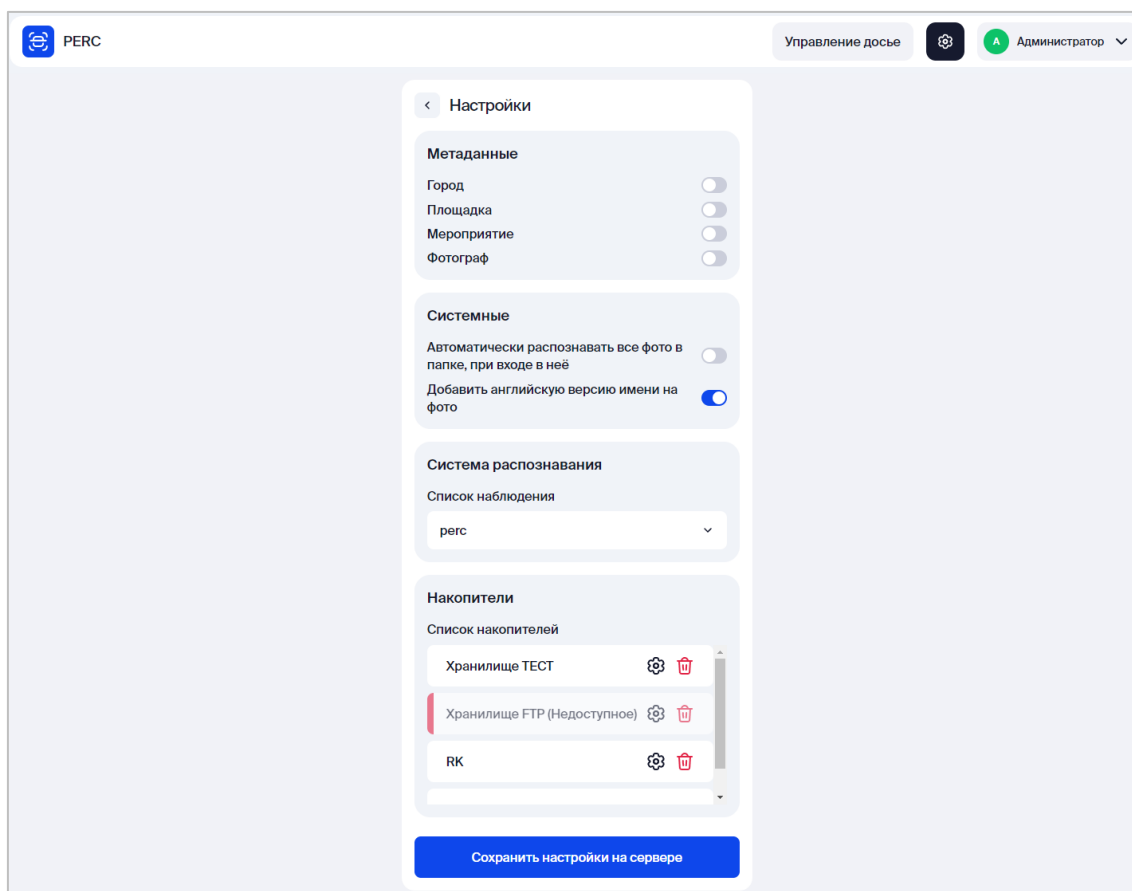 PERC
Управление досье
А Администратор
Настройки
Метаданные
Город
Площадка
Мероприятие
Фотограф
Системные
Автоматически распознавать все фото в
папке, при входе в неё
Добавить английскую версию имени на
фото
Система распознавания
Список наблюдения
perc
Накопители
Список накопителей
Хранилище ТЕСТ
Хранилище FTP (Недоступное)
RK
Сохранить настройки на сервере